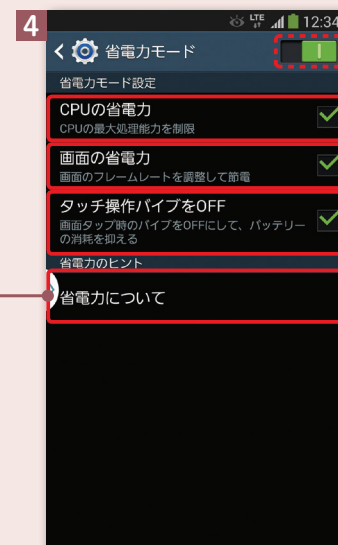 4
LTE 12:34
省電力モード
省電力モード設定
CPUの省電力
CPUの最大処理能力を制限
画面の省電力
画面のフレームレートを調整して節電
タッチ操作バイブをOFF
画面タップ時のバイブをOFFにして、バッテリー
の消耗を抑える
省電力のヒント
省電力について